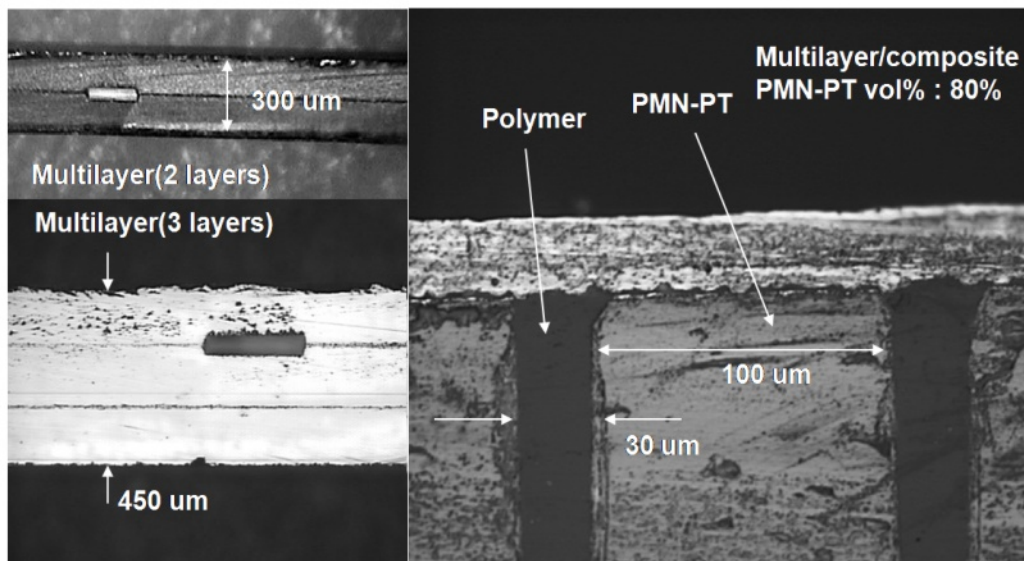 300 um
Multilayer(2 layers)
Multilayer(3 layers)
450 um
Multilayer/composite
PMN-PT vol% : 80%
PMN-PT
Polymer
100 um
30 um